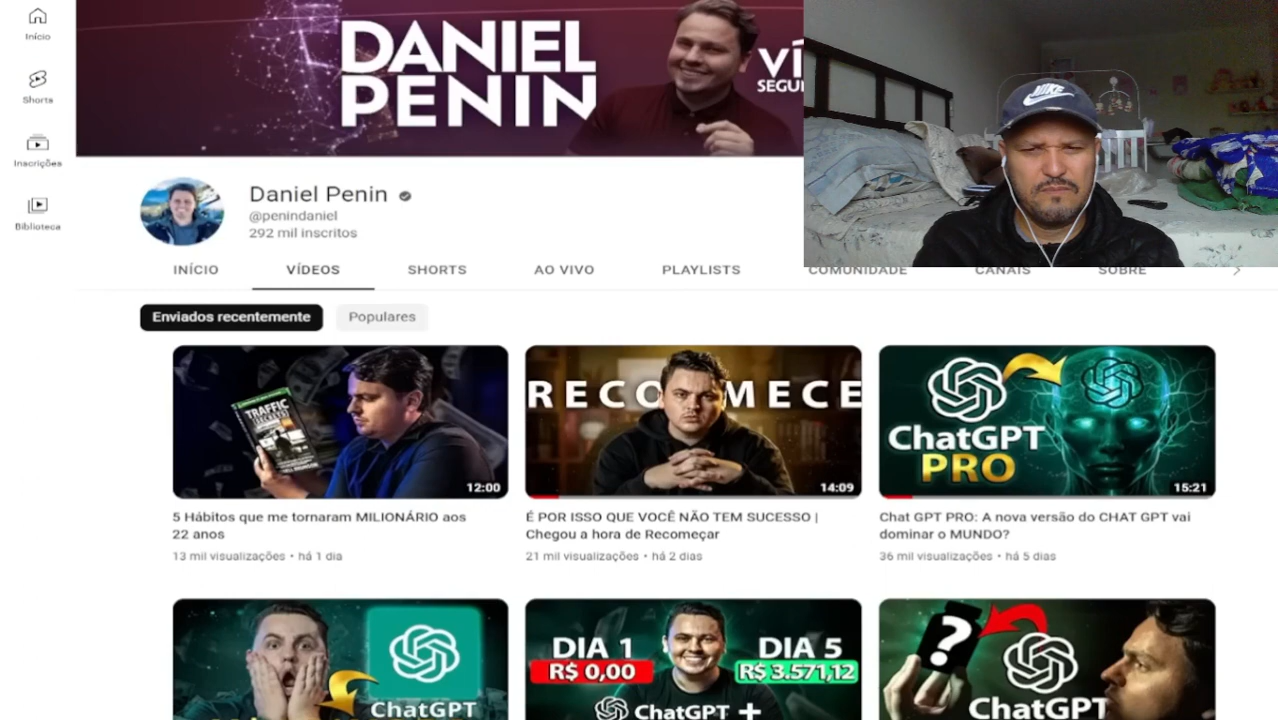 Início
Shorts
Inscrições
Biblioteca
DANIEL
PENIN
Daniel Penin
@penindaniel
292 mil inscritos
INÍCIO
VÍDEOS
SHORTS
AO VIVO
PLAYLISTS
COMUNIDADE
CANAIS
SOBRE
Enviados recentemente
Populares
TRAFFIC
SECRETS
12:00
RECOMECE
14:09
ChatGPT
PRO
15:21
5 Hábitos que me tornaram MILIONÁRIO aos
22 anos
13 mil visualizações • há 1 dia
É POR ISSO QUE VOCÊ NÃO TEM SUCESSO |
Chegou a hora de Recomeçar
21 mil visualizações • há 2 dias
Chat GPT PRO: A nova versão do CHAT GPT vai
dominar o MUNDO?
36 mil visualizações • há 5 dias
ChatGPT
DIA 1
R$ 0,00
DIA 5
R$ 3.571,12
ChatGPT +
?
ChatGPT
NIKE